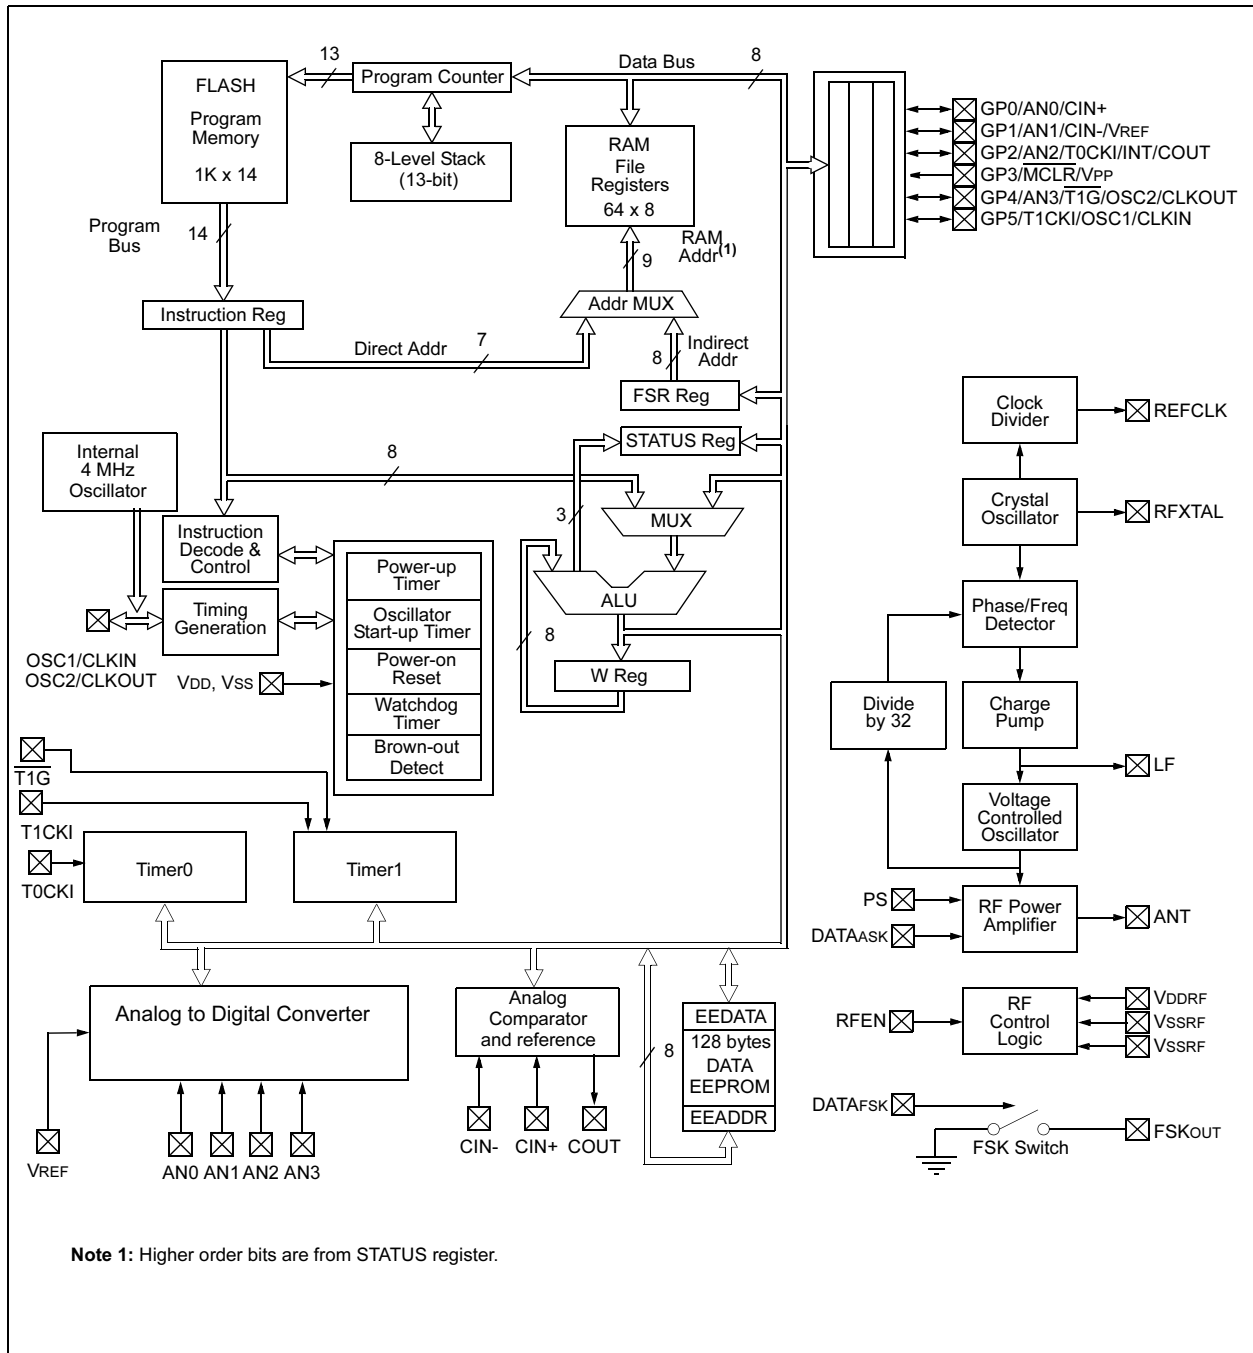 13
Data Bus
8
FLASH
Program
Memory
1K x 14
Program Counter
8-Level Stack
(13-bit)
RAM
File
Registers
64 x 8
GP0/AN0/CIN+
GP1/AN1/CIN-/VREF
GP2/AN2/T0CKI/INT/COUT
GP3/MCLR/VPP
GP4/AN3/T1G/OSC2/CLKOUT
GP5/T1CKI/OSC1/CLKIN
Program
Bus
14
RAM
Addr(1)
9
Addr MUX
Instruction Reg
Direct Addr
7
Indirect
Addr
8
FSR Reg
STATUS Reg
Internal
4 MHz
Oscillator
8
3
MUX
Instruction
Decode &
Control
Power-up
Timer
Oscillator
Start-up Timer
Power-on
Reset
Watchdog
Timer
Brown-out
Detect
ALU
8
W Reg
Timing
Generation
OSC1/CLKIN
OSC2/CLKOUT
VDD, VSS
T1G
T1CKI
T0CKI
Timer0
Timer1
Clock
Divider
REFCLK
Crystal
Oscillator
RFXTAL
Phase/Freq
Detector
Divide
by 32
Charge
Pump
LF
Voltage
Controlled
Oscillator
PS
DATAASK
RF Power
Amplifier
ANT
Analog to Digital Converter
VREF
AN0 AN1 AN2 AN3
Analog
Comparator
and reference
CIN- CIN+ COUT
8
EEDATA
128 bytes
DATA
EEPROM
EEADDR
RFEN
RF
Control
Logic
VDDRF
VSSRF
VSSRF
DATAFSK
FSK Switch
FSKOUT
Note 1: Higher order bits are from STATUS register.